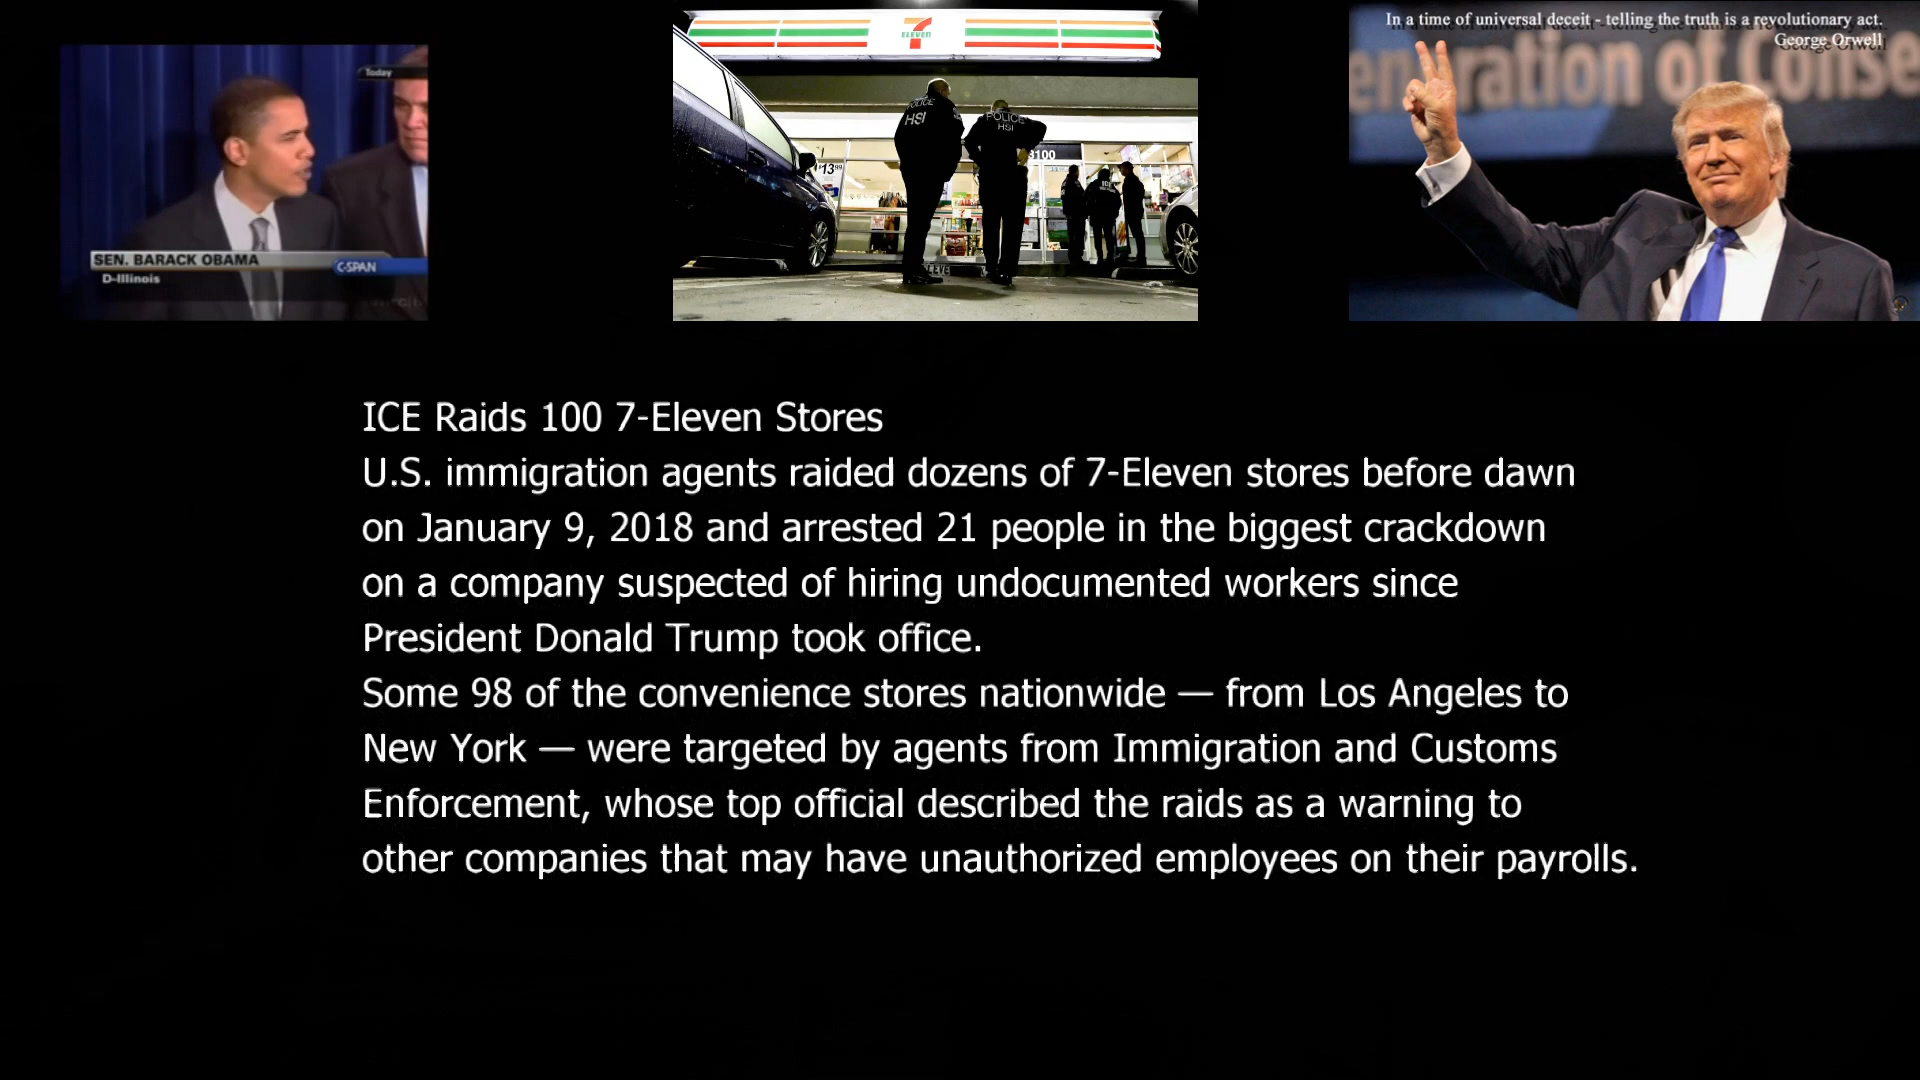 In a time of universal deceit - telling the truth is a revolutionary act.
George Orwell
Today
SEN. BARACK OBAMA
D-Illinois
C-SPAN
7
ELEVEN
POLICE
HSI
POLICE
HSI
$13.99
3100
ICE Raids 100 7-Eleven Stores
U.S. immigration agents raided dozens of 7-Eleven stores before dawn
on January 9, 2018 and arrested 21 people in the biggest crackdown
on a company suspected of hiring undocumented workers since
President Donald Trump took office.
Some 98 of the convenience stores nationwide — from Los Angeles to
New York — were targeted by agents from Immigration and Customs
Enforcement, whose top official described the raids as a warning to
other companies that may have unauthorized employees on their payrolls.